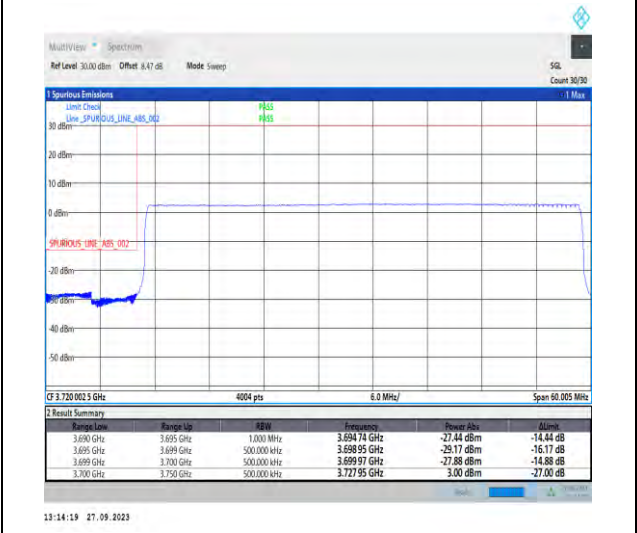 MultiView Spectrum
Ref Level 30.00 dBm Offset 8.47 dB Mode Sweep SGL
Count 30/30
1 Spurious Emissions 1 Max
Limit Check PASS
Line _SPURIOUS_LINE_ABS_002 PASS
30 dBm
20 dBm
10 dBm
0 dBm
SPURIOUS_LINE_ABS_002
-20 dBm
-30 dBm
-40 dBm
-50 dBm
CF 3.720 002 5 GHz 4004 pts 6.0 MHz/ Span 60.005 MHz
2 Result Summary
Range Low Range Up RBW Frequency Power Abs ΔLimit
3.690 GHz 3.695 GHz 1.000 MHz 3.694 74 GHz -27.44 dBm -14.44 dB
3.695 GHz 3.699 GHz 500.000 kHz 3.698 95 GHz -29.17 dBm -16.17 dB
3.699 GHz 3.700 GHz 500.000 kHz 3.699 97 GHz -27.88 dBm -14.88 dB
3.700 GHz 3.750 GHz 500.000 kHz 3.727 95 GHz 3.00 dBm -27.00 dB
13:14:19 27.09.2023